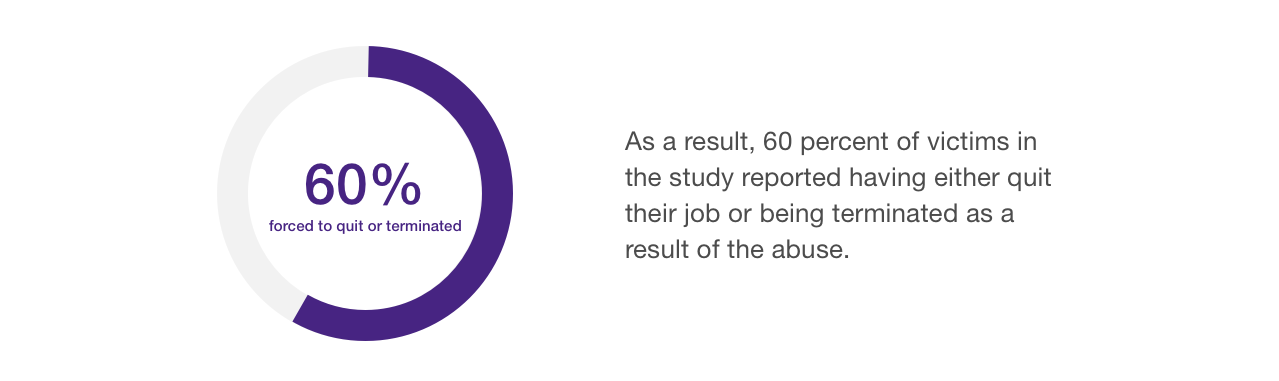 60%
forced to quit or terminated
As a result, 60 percent of victims in
the study reported having either quit
their job or being terminated as a
result of the abuse.